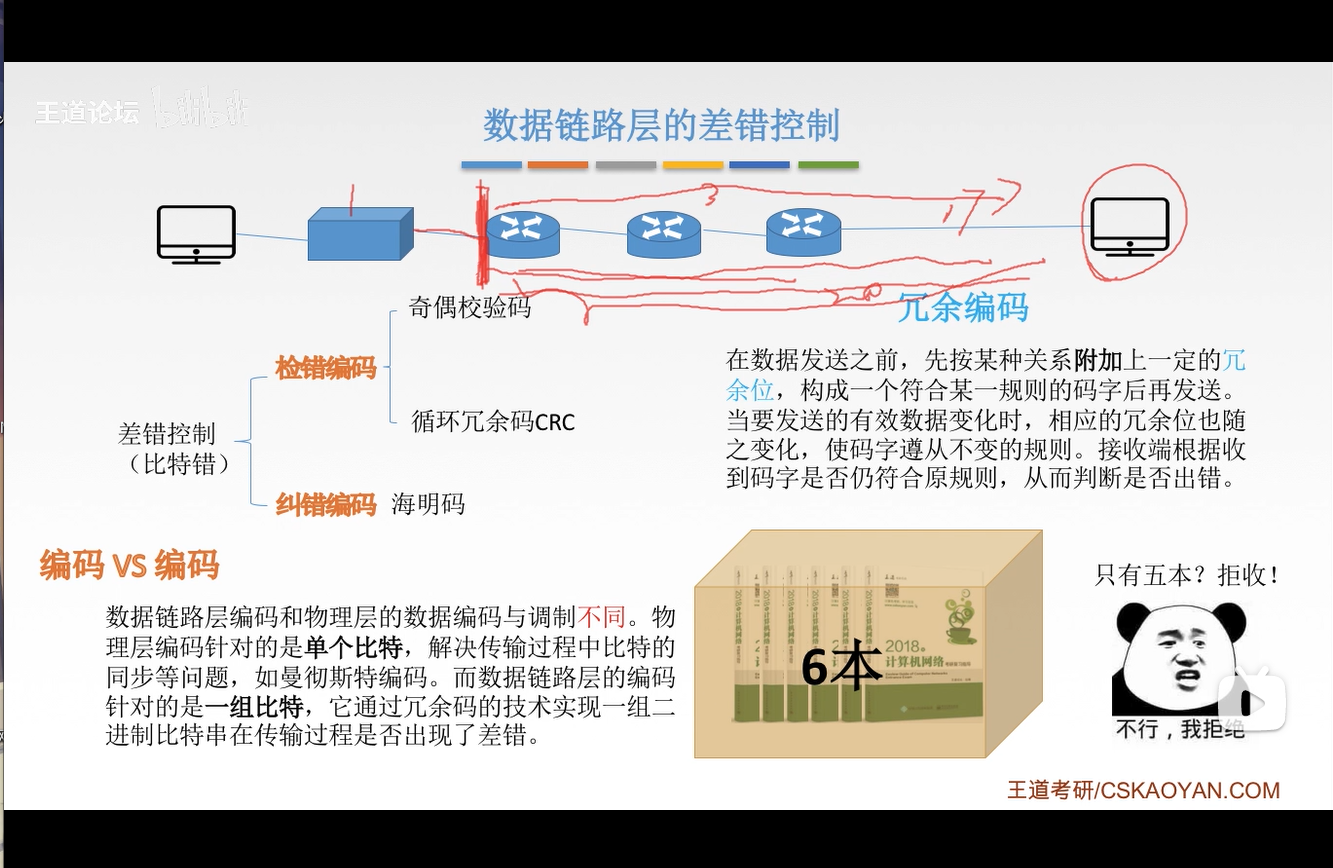 王道论坛 bilibili
数据链路层的差错控制
冗余编码
奇偶校验码
检错编码
循环冗余码CRC
差错控制
（比特错）
纠错编码 海明码
在数据发送之前，先按某种关系附加上一定的冗
余位，构成一个符合某一规则的码字后再发送。
当要发送的有效数据变化时，相应的冗余位也随
之变化，使码字遵从不变的规则。接收端根据收
到码字是否仍符合原规则，从而判断是否出错。
编码 VS 编码
数据链路层编码和物理层的数据编码与调制不同。物
理层编码针对的是单个比特，解决传输过程中比特的
同步等问题，如曼彻斯特编码。而数据链路层的编码
针对的是一组比特，它通过冗余码的技术实现一组二
进制比特串在传输过程是否出现了差错。
6本
2018年
计算机网络
只有五本？拒收！
不行，我拒绝
王道考研/CSKAOYAN.COM